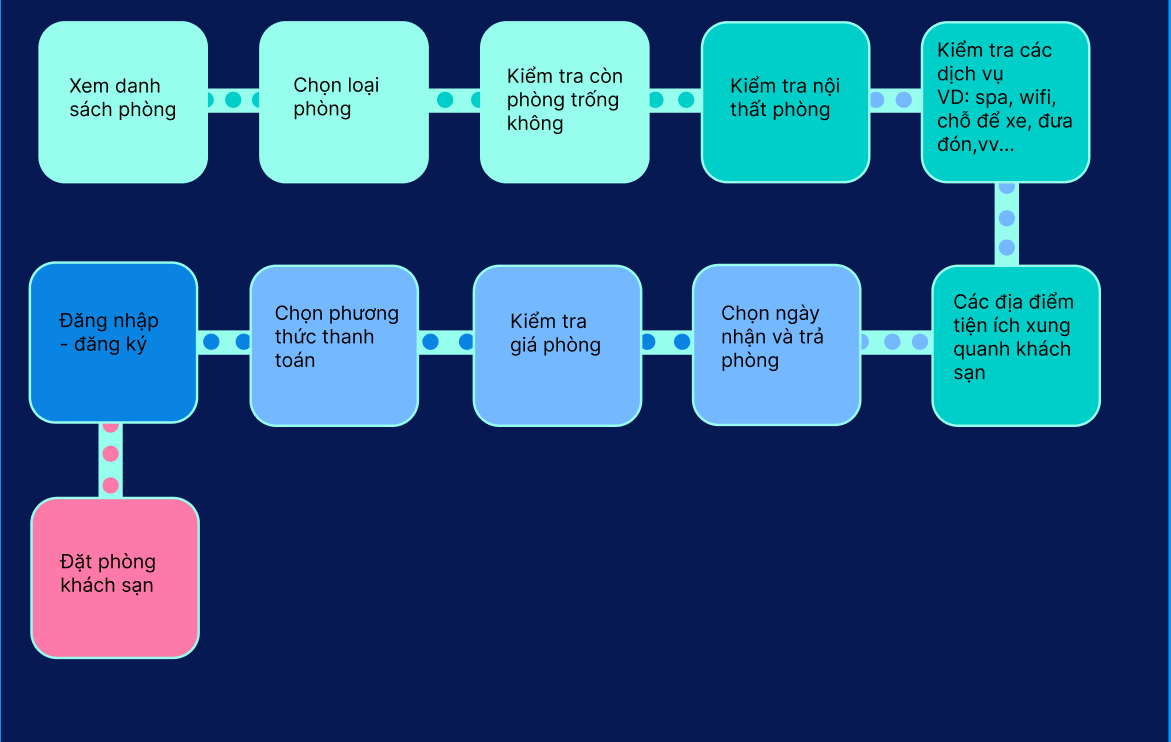 Xem danh
sách phòng
Chọn loại
phòng
Kiểm tra còn
phòng trống
không
Kiểm tra nội
thất phòng
Kiểm tra các
dịch vụ
VD: spa, wifi,
chỗ để xe, đưa
đón,vv...
Các địa điểm
tiện ích xung
quanh khách
sạn
Chọn ngày
nhận và trả
phòng
Kiểm tra
giá phòng
Chọn phương
thức thanh
toán
Đăng nhập
- đăng ký
Đặt phòng
khách sạn